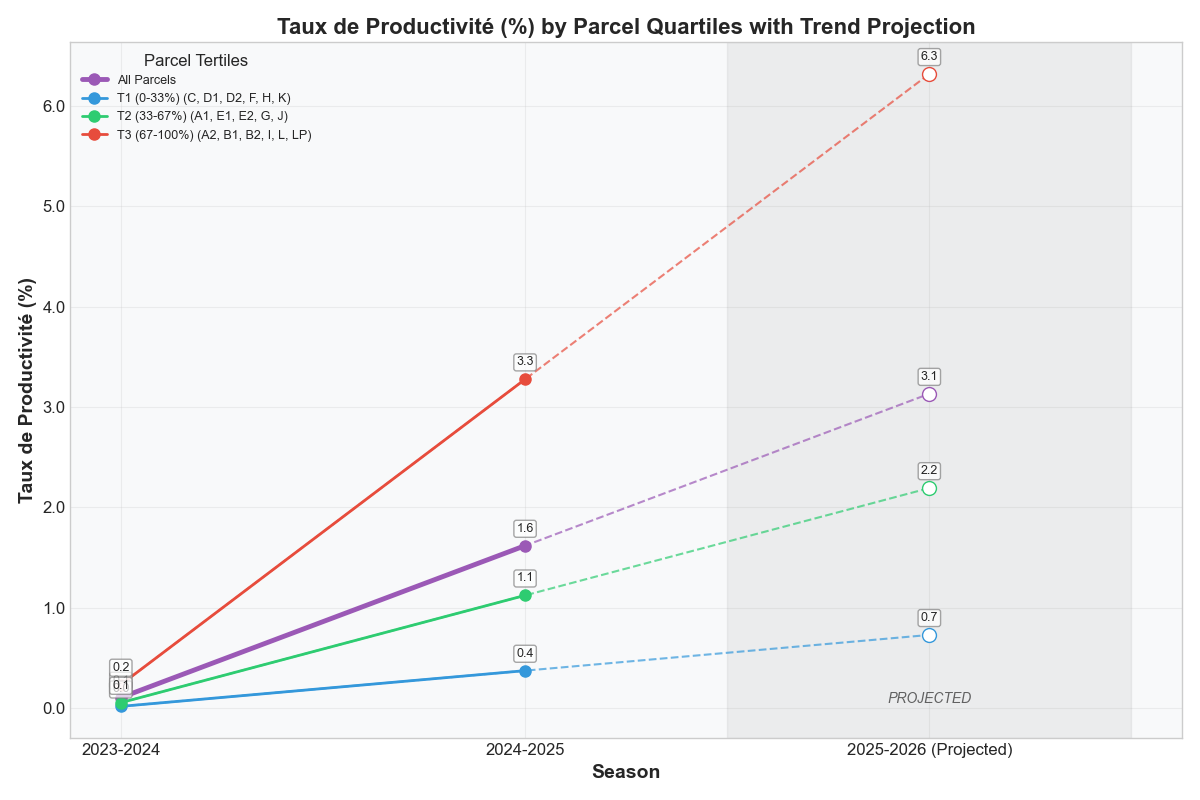 Taux de Productivité (%) by Parcel Quartiles with Trend Projection
Parcel Tertiles
All Parcels
T1 (0-33%) (C, D1, D2, F, H, K)
T2 (33-67%) (A1, E1, E2, G, J)
T3 (67-100%) (A2, B1, B2, I, L, LP)
6.3
6.0
5.0
4.0
3.3
3.1
3.0
2.2
2.0
1.6
1.1
1.0
0.7
0.4
0.2
0.1
0.0
PROJECTED
2023-2024
2024-2025
2025-2026 (Projected)
Season
Taux de Productivité (%)